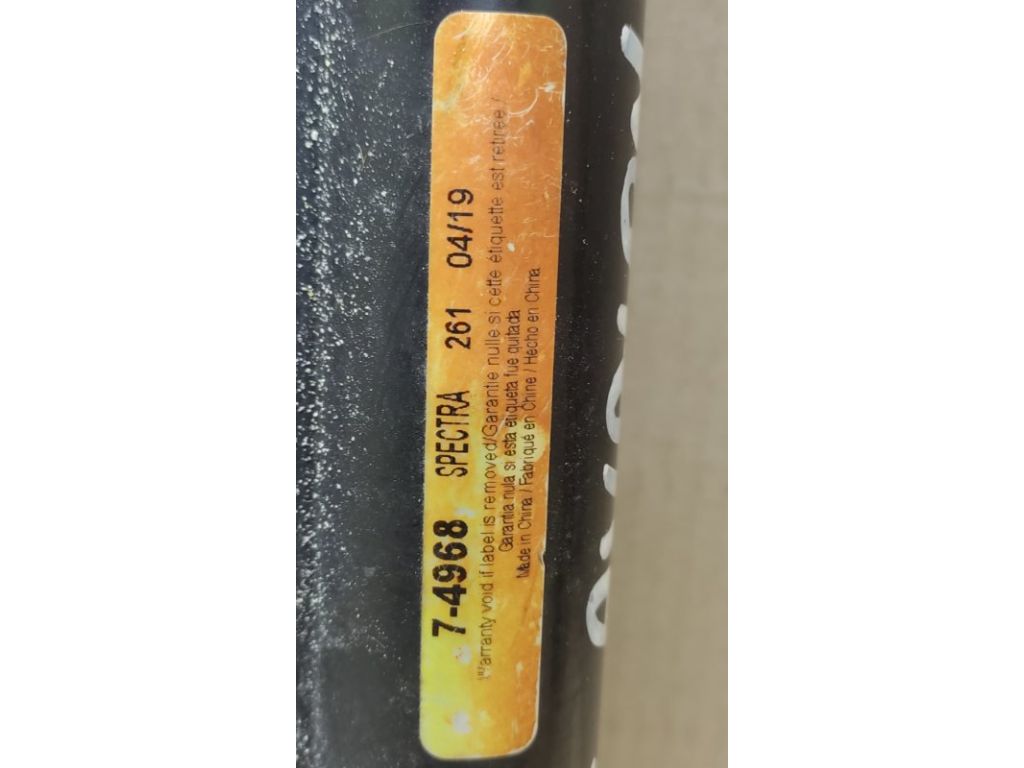 7-4968 SPECTRA 261 04/19
Warranty void if label is removed/Garantie nulle si cette étiquette est retirée /
Garantia nula si esta etiqueta fue quitada
Made in China / Fabriqué en Chine / Hecho en China